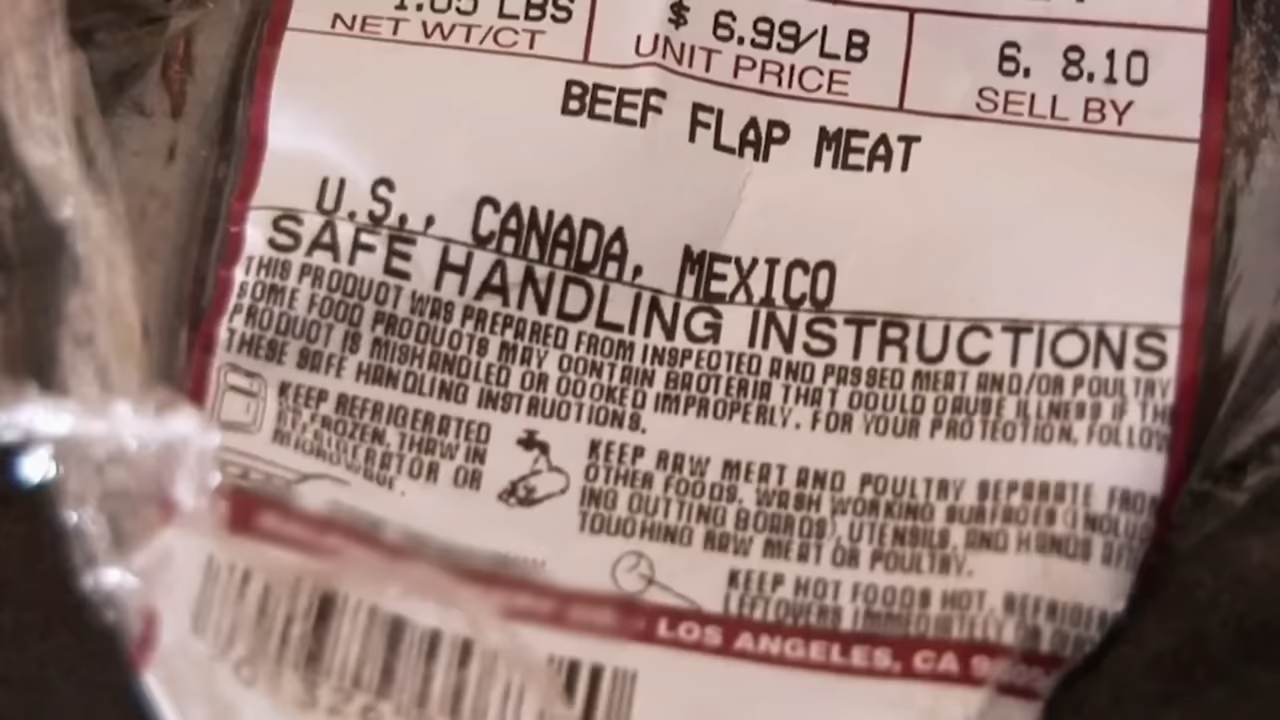 LBS $ 6.99/LB 6. 8.10
NET WT/CT UNIT PRICE SELL BY
BEEF FLAP MEAT
U.S., CANADA, MEXICO
SAFE HANDLING INSTRUCTIONS
THIS PRODUCT WAS PREPARED FROM INSPECTED AND PASSED MEAT AND/OR POULTRY
SOME FOOD PRODUCTS MAY CONTAIN BACTERIA THAT COULD CAUSE ILLNESS IF THE
PRODUCT IS MISHANDLED OR COOKED IMPROPERLY. FOR YOUR PROTECTION, FOLLOW
THESE SAFE HANDLING INSTRUCTIONS.
KEEP REFRIGERATED
OR FROZEN. THAW IN
REFRIGERATOR OR
MICROWAVE.
KEEP RAW MEAT AND POULTRY SEPARATE FROM
OTHER FOODS. WASH WORKING SURFACES (INCLU
ING CUTTING BOARDS), UTENSILS, AND HANDS
TOUCHING RAW MEAT OR POULTRY.
KEEP HOT FOODS HOT. REFRIGER
LEFTOVERS IMMEDIATELY
LOS ANGELES, CA